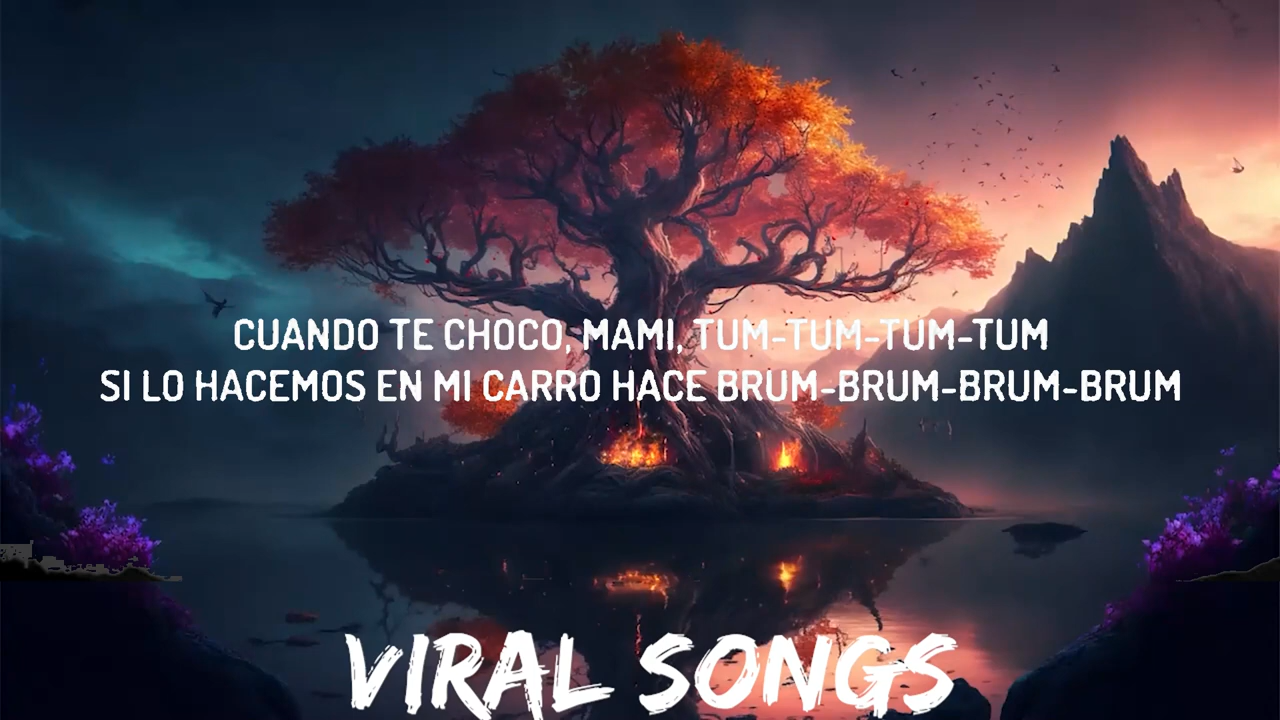 CUANDO TE CHOCO, MAMI, TUM-TUM-TUM-TUM
SI LO HACEMOS EN MI CARRO HACE BRUM-BRUM-BRUM-BRUM
VIRAL SONGS